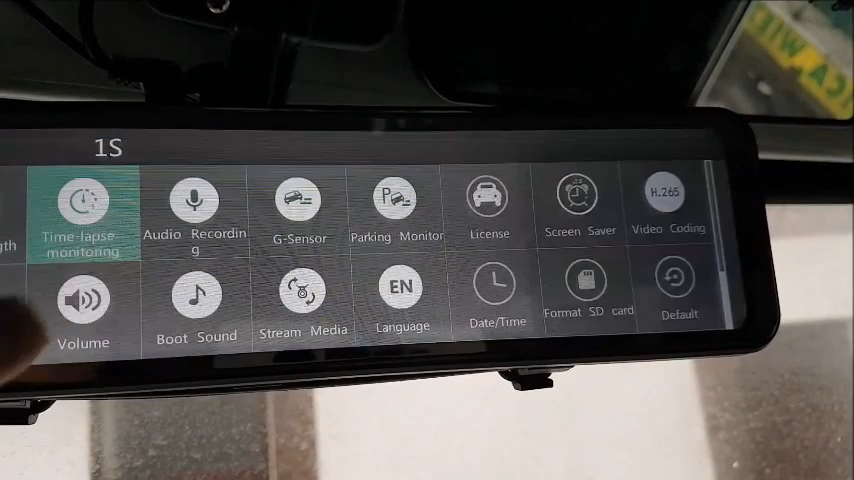 1S
gth
Time-lapse
monitoring
Audio Recordin
g
G-Sensor
P
Parking Monitor
License
Screen Saver
H.265
Video Coding
Volume
Boot Sound
Stream Media
EN
Language
Date/Time
Format SD card
Default